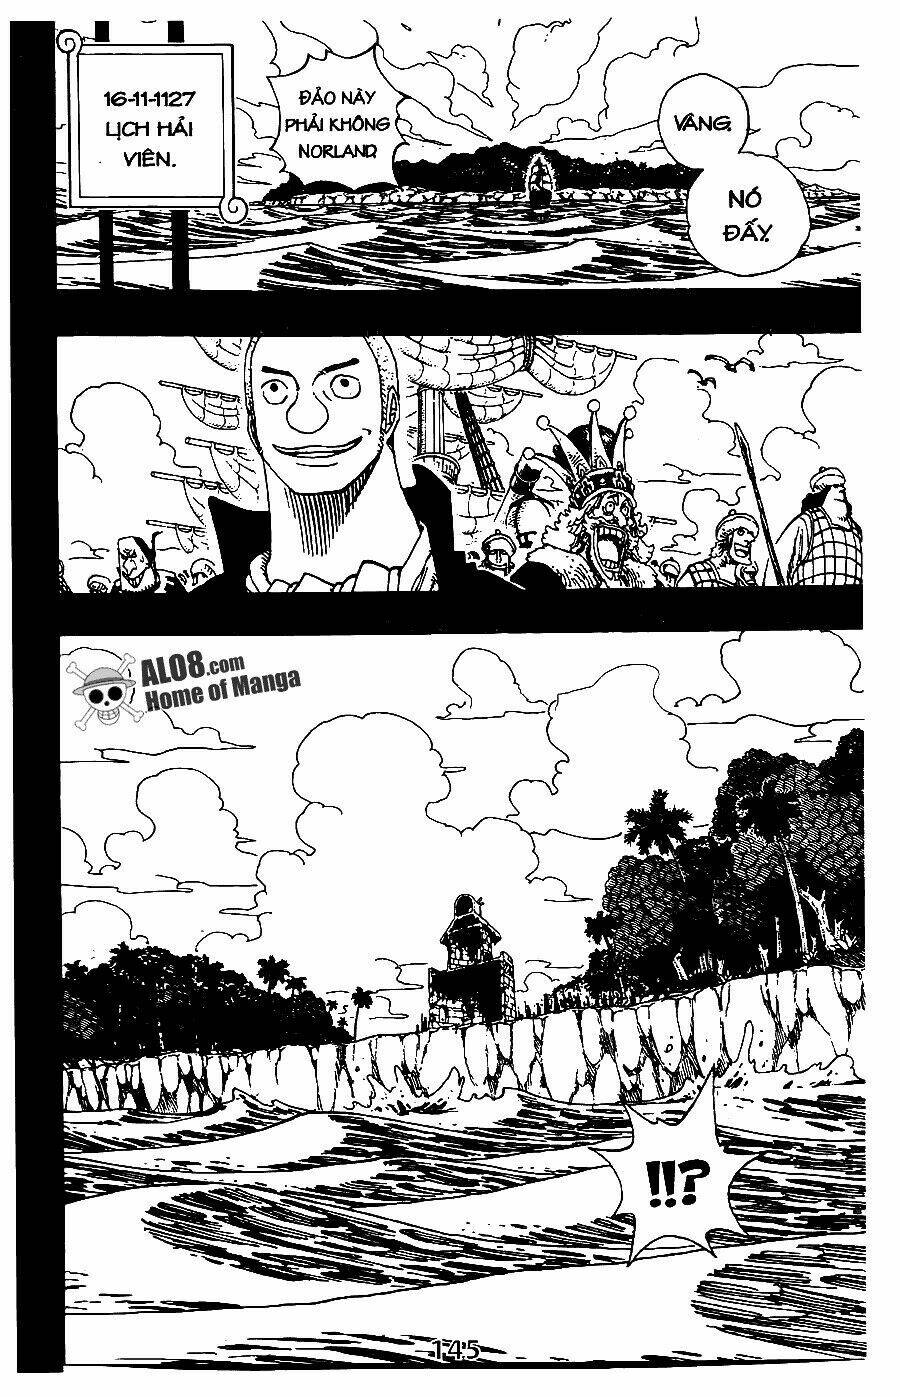 16-11-1127
LỊCH HẢI
VIÊN.
ĐẢO NÀY
PHẢI KHÔNG
NORLAND.
VÂNG.
NÓ
ĐẤY.
AL08.com
Home of Manga
!!?
145